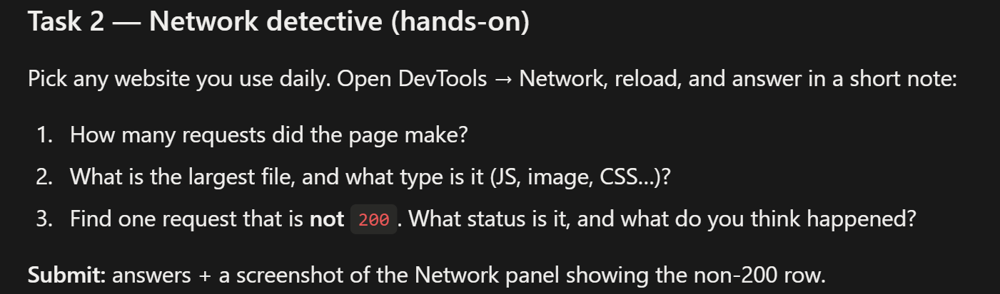 Task 2 — Network detective (hands-on)
Pick any website you use daily. Open DevTools → Network, reload, and answer in a short note:
1. How many requests did the page make?
2. What is the largest file, and what type is it (JS, image, CSS...)?
3. Find one request that is not 200. What status is it, and what do you think happened?
Submit: answers + a screenshot of the Network panel showing the non-200 row.